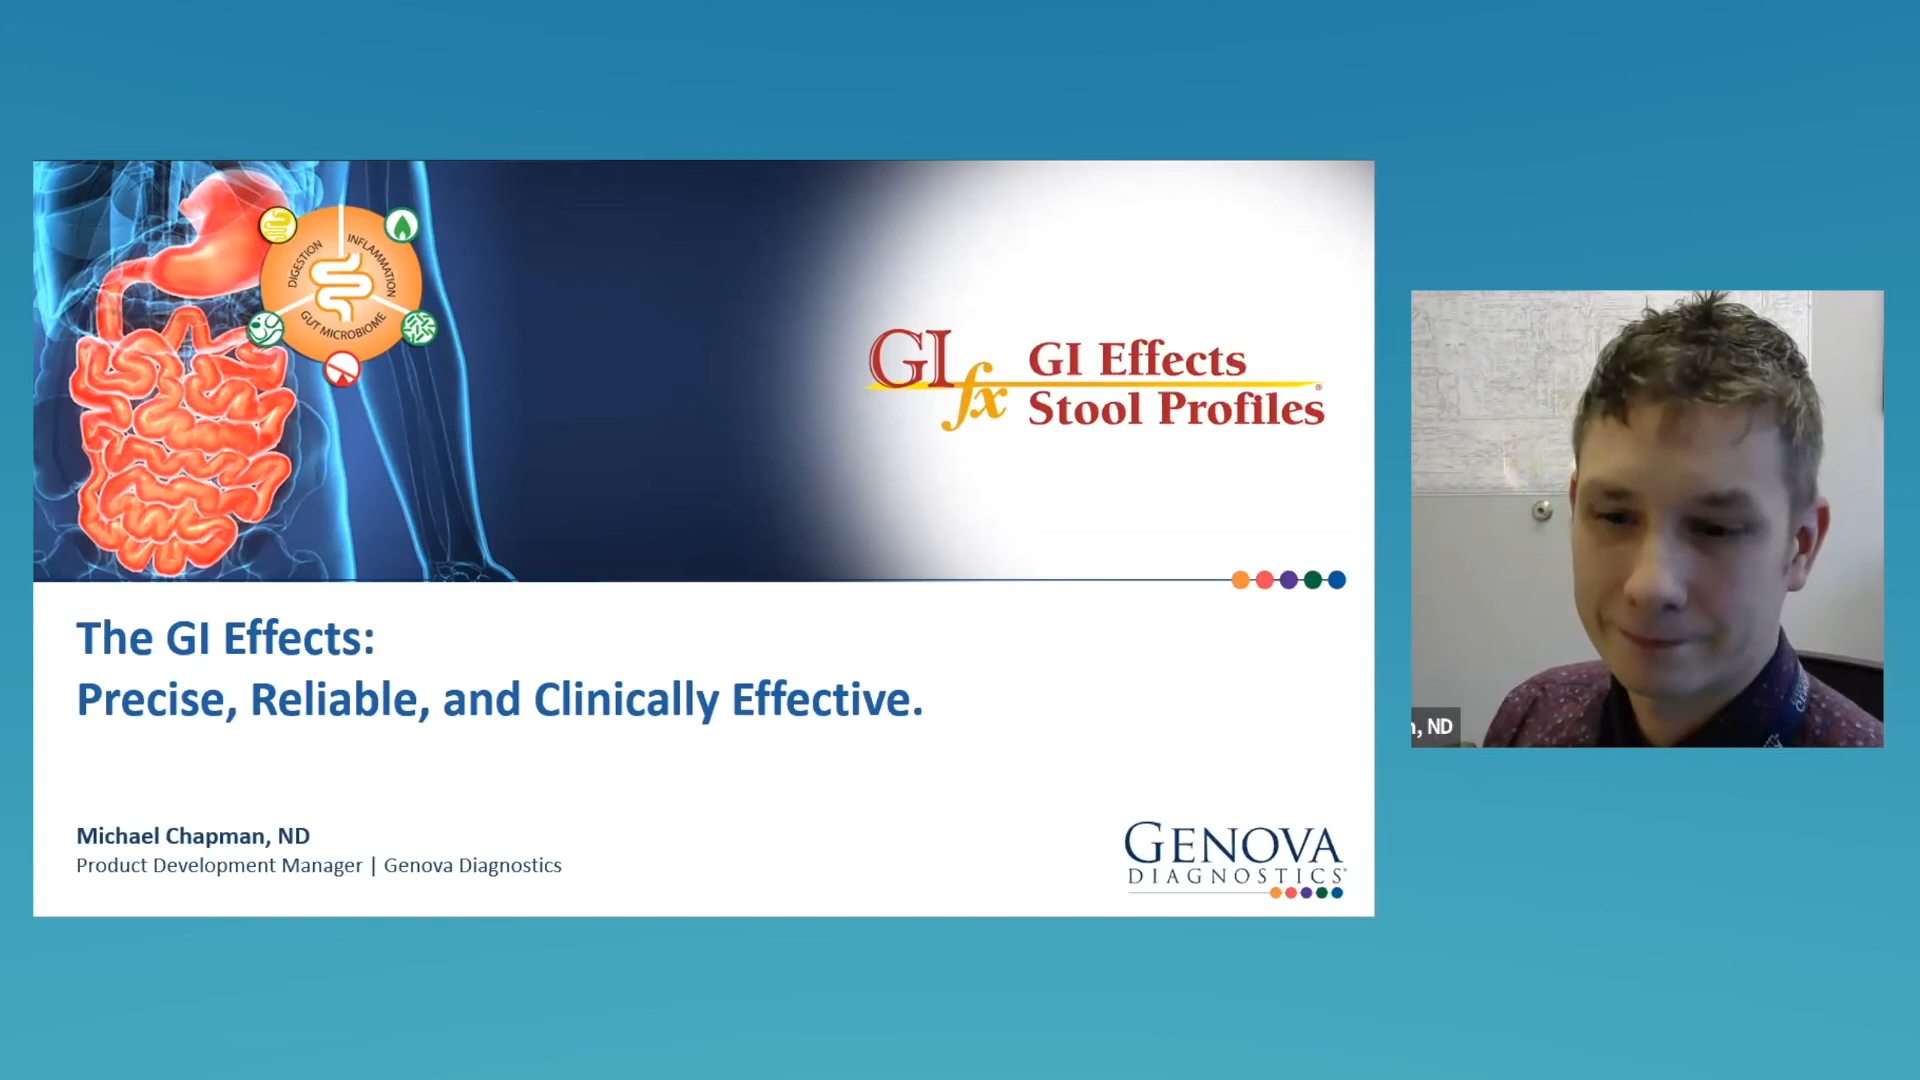 DIGESTION
INFLAMMATION
GUT MICROBIOME
GI fx
GI Effects
Stool Profiles
The GI Effects:
Precise, Reliable, and Clinically Effective.
Michael Chapman, ND
Product Development Manager | Genova Diagnostics
GENOVA
DIAGNOSTICS®
, ND